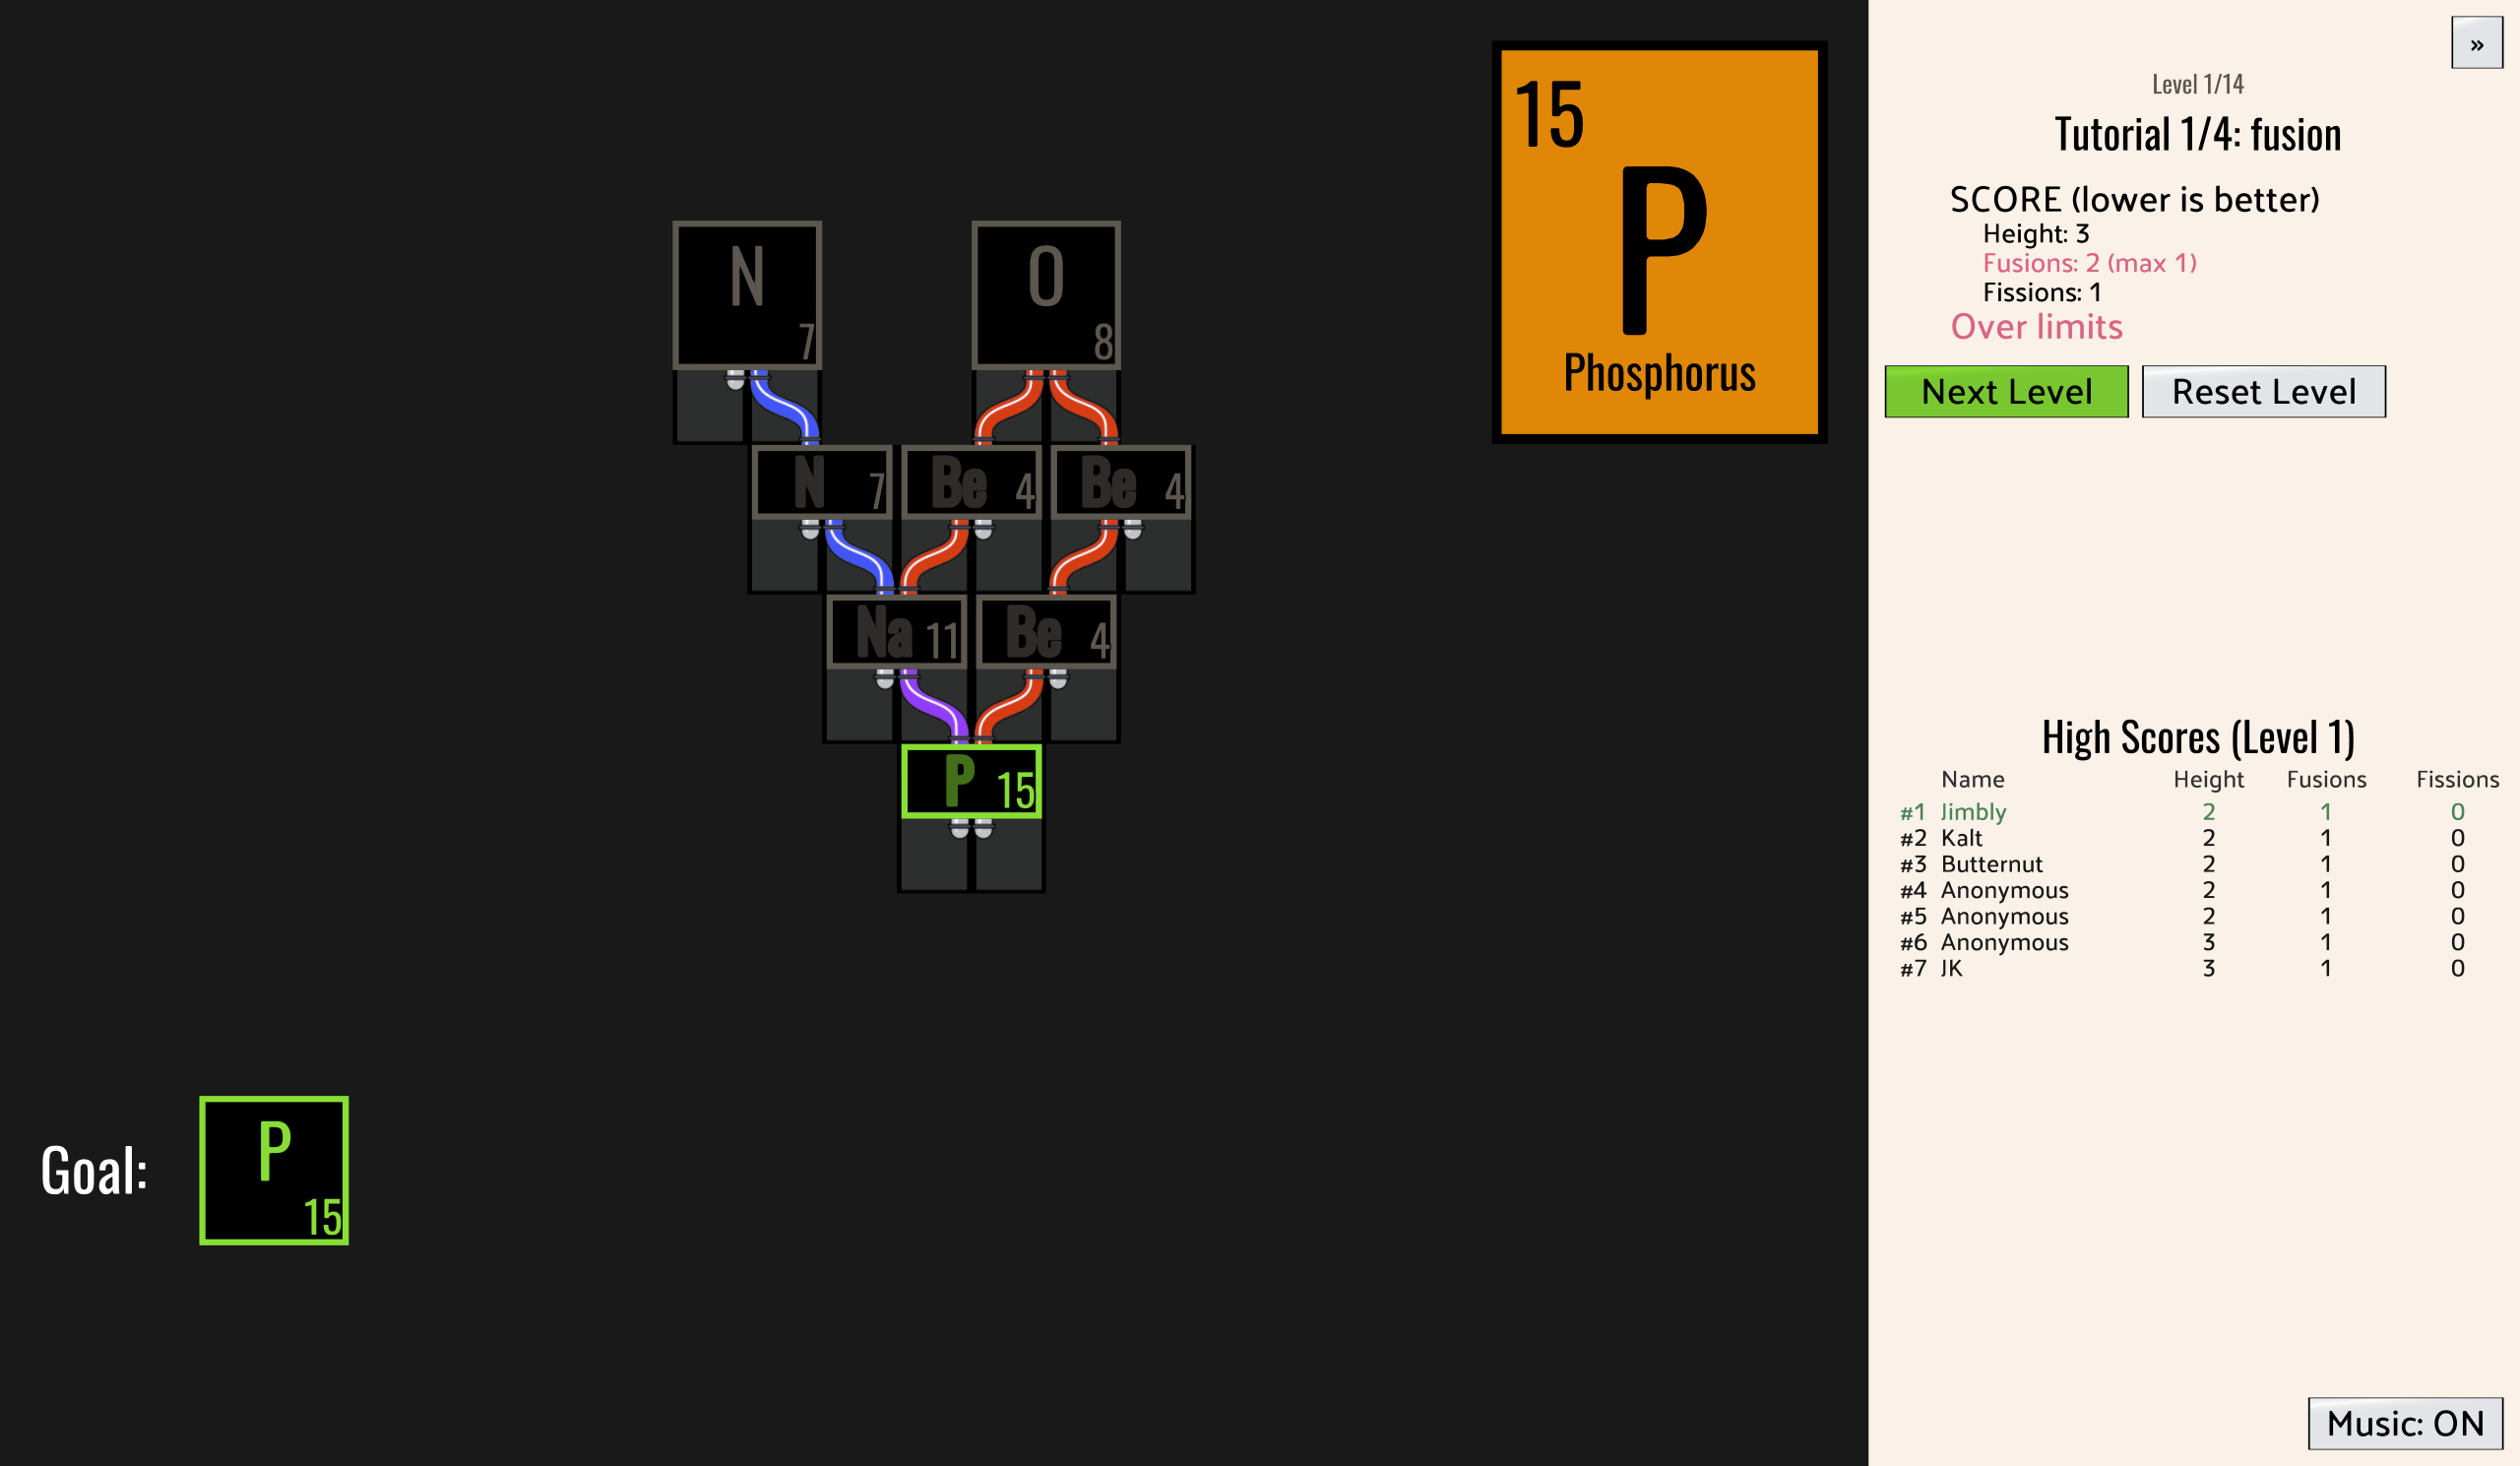 »
Level 1/14
Tutorial 1/4: fusion
SCORE (lower is better)
Height: 3
Fusions: 2 (max 1)
Fissions: 1
Over limits
Next Level
Reset Level
15
P
Phosphorus
N
7
O
8
N 7
Be 4
Be 4
Na 11
Be 4
P 15
Goal:
P
15
High Scores (Level 1)
Name Height Fusions Fissions
#1 Jimbly 2 1 0
#2 Kalt 2 1 0
#3 Butternut 2 1 0
#4 Anonymous 2 1 0
#5 Anonymous 2 1 0
#6 Anonymous 3 1 0
#7 JK 3 1 0
Music: ON